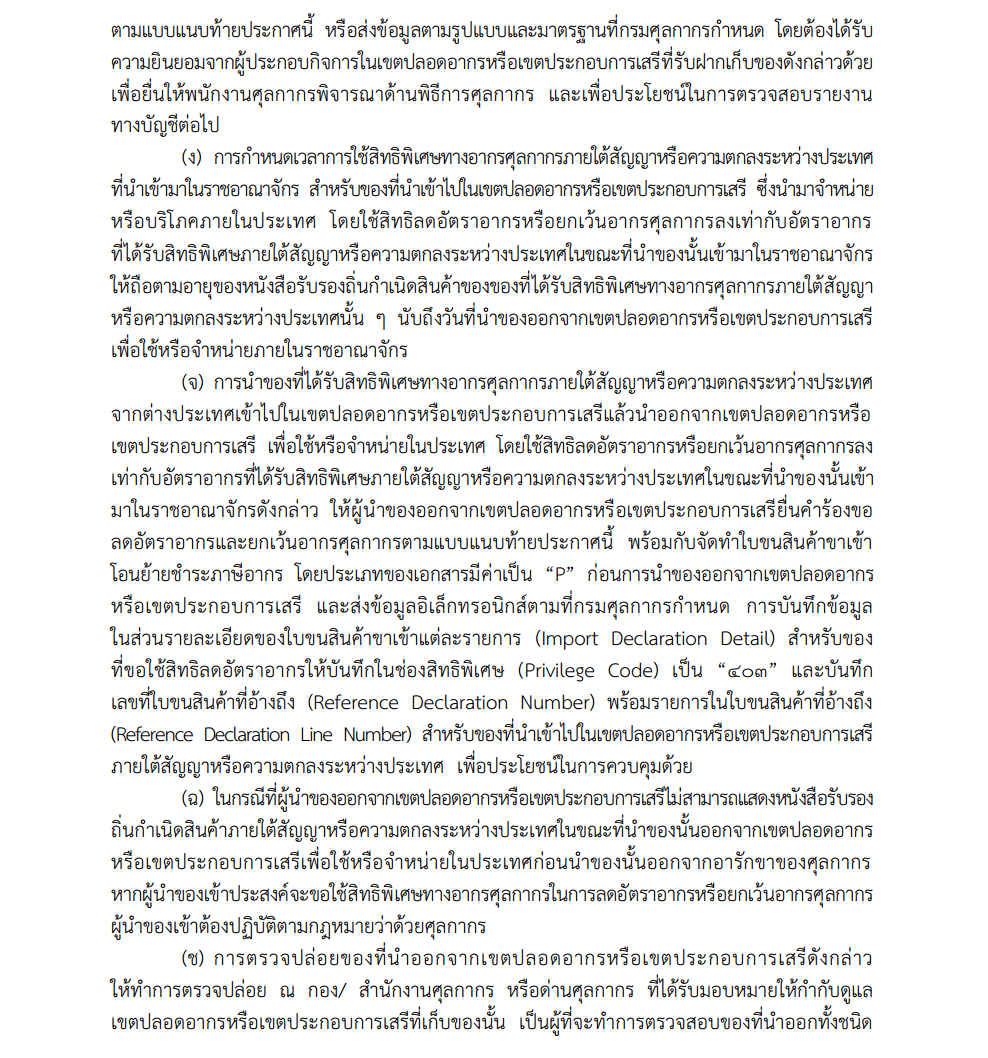 ตามแบบแนบท้ายประกาศนี้ หรือส่งข้อมูลตามรูปแบบและมาตรฐานที่กรมศุลกากรกำหนด โดยต้องได้รับ
ความยินยอมจากผู้ประกอบกิจการในเขตปลอดอากรหรือเขตประกอบการเสรีที่รับฝากเก็บของดังกล่าวด้วย
เพื่อยื่นให้พนักงานศุลกากรพิจารณาด้านพิธีการศุลกากร และเพื่อประโยชน์ในการตรวจสอบรายงาน
ทางบัญชีต่อไป
(ง) การกำหนดเวลาการใช้สิทธิพิเศษทางอากรศุลกากรภายใต้สัญญาหรือความตกลงระหว่างประเทศ
ที่นำเข้ามาในราชอาณาจักร สำหรับของที่นำเข้าไปในเขตปลอดอากรหรือเขตประกอบการเสรี ซึ่งนำมาจำหน่าย
หรือบริโภคภายในประเทศ โดยใช้สิทธิลดอัตราอากรหรือยกเว้นอากรศุลกากรลงเท่ากับอัตราอากร
ที่ได้รับสิทธิพิเศษภายใต้สัญญาหรือความตกลงระหว่างประเทศในขณะที่นำของนั้นเข้ามาในราชอาณาจักร
ให้ถือตามอายุของหนังสือรับรองถิ่นกำเนิดสินค้าของของที่ได้รับสิทธิพิเศษทางอากรศุลกากรภายใต้สัญญา
หรือความตกลงระหว่างประเทศนั้น ๆ นับถึงวันที่นำของออกจากเขตปลอดอากรหรือเขตประกอบการเสรี
เพื่อใช้หรือจำหน่ายภายในราชอาณาจักร
(จ) การนำของที่ได้รับสิทธิพิเศษทางอากรศุลกากรภายใต้สัญญาหรือความตกลงระหว่างประเทศ
จากต่างประเทศเข้าไปในเขตปลอดอากรหรือเขตประกอบการเสรีแล้วนำออกจากเขตปลอดอากรหรือ
เขตประกอบการเสรี เพื่อใช้หรือจำหน่ายในประเทศ โดยใช้สิทธิลดอัตราอากรหรือยกเว้นอากรศุลกากรลง
เท่ากับอัตราอากรที่ได้รับสิทธิพิเศษภายใต้สัญญาหรือความตกลงระหว่างประเทศในขณะที่นำของนั้นเข้า
มาในราชอาณาจักรดังกล่าว ให้ผู้นำของออกจากเขตปลอดอากรหรือเขตประกอบการเสรียื่นคำร้องขอ
ลดอัตราอากรและยกเว้นอากรศุลกากรตามแบบแนบท้ายประกาศนี้ พร้อมกับจัดทำใบขนสินค้าขาเข้า
โอนย้ายชำระภาษีอากร โดยประเภทของเอกสารมีค่าเป็น “P” ก่อนการนำของออกจากเขตปลอดอากร
หรือเขตประกอบการเสรี และส่งข้อมูลอิเล็กทรอนิกส์ตามที่กรมศุลกากรกำหนด การบันทึกข้อมูล
ในส่วนรายละเอียดของใบขนสินค้าขาเข้าแต่ละรายการ (Import Declaration Detail) สำหรับของ
ที่ขอใช้สิทธิลดอัตราอากรให้บันทึกในช่องสิทธิพิเศษ (Privilege Code) เป็น “๔๐๓” และบันทึก
เลขที่ใบขนสินค้าที่อ้างถึง (Reference Declaration Number) พร้อมรายการในใบขนสินค้าที่อ้างถึง
(Reference Declaration Line Number) สำหรับของที่นำเข้าไปในเขตปลอดอากรหรือเขตประกอบการเสรี
ภายใต้สัญญาหรือความตกลงระหว่างประเทศ เพื่อประโยชน์ในการควบคุมด้วย
(ฉ) ในกรณีที่ผู้นำของออกจากเขตปลอดอากรหรือเขตประกอบการเสรีไม่สามารถแสดงหนังสือรับรอง
ถิ่นกำเนิดสินค้าภายใต้สัญญาหรือความตกลงระหว่างประเทศในขณะที่นำของนั้นออกจากเขตปลอดอากร
หรือเขตประกอบการเสรีเพื่อใช้หรือจำหน่ายในประเทศก่อนนำของนั้นออกจากอารักขาของศุลกากร
หากผู้นำของเข้าประสงค์จะขอใช้สิทธิพิเศษทางอากรศุลกากรในการลดอัตราอากรหรือยกเว้นอากรศุลกากร
ผู้นำของเข้าต้องปฏิบัติตามกฎหมายว่าด้วยศุลกากร
(ช) การตรวจปล่อยของที่นำออกจากเขตปลอดอากรหรือเขตประกอบการเสรีดังกล่าว
ให้ทำการตรวจปล่อย ณ กอง/ สำนักงานศุลกากร หรือด่านศุลกากร ที่ได้รับมอบหมายให้กำกับดูแล
เขตปลอดอากรหรือเขตประกอบการเสรีที่เก็บของนั้น เป็นผู้ที่จะทำการตรวจสอบของที่นำออกทั้งชนิด